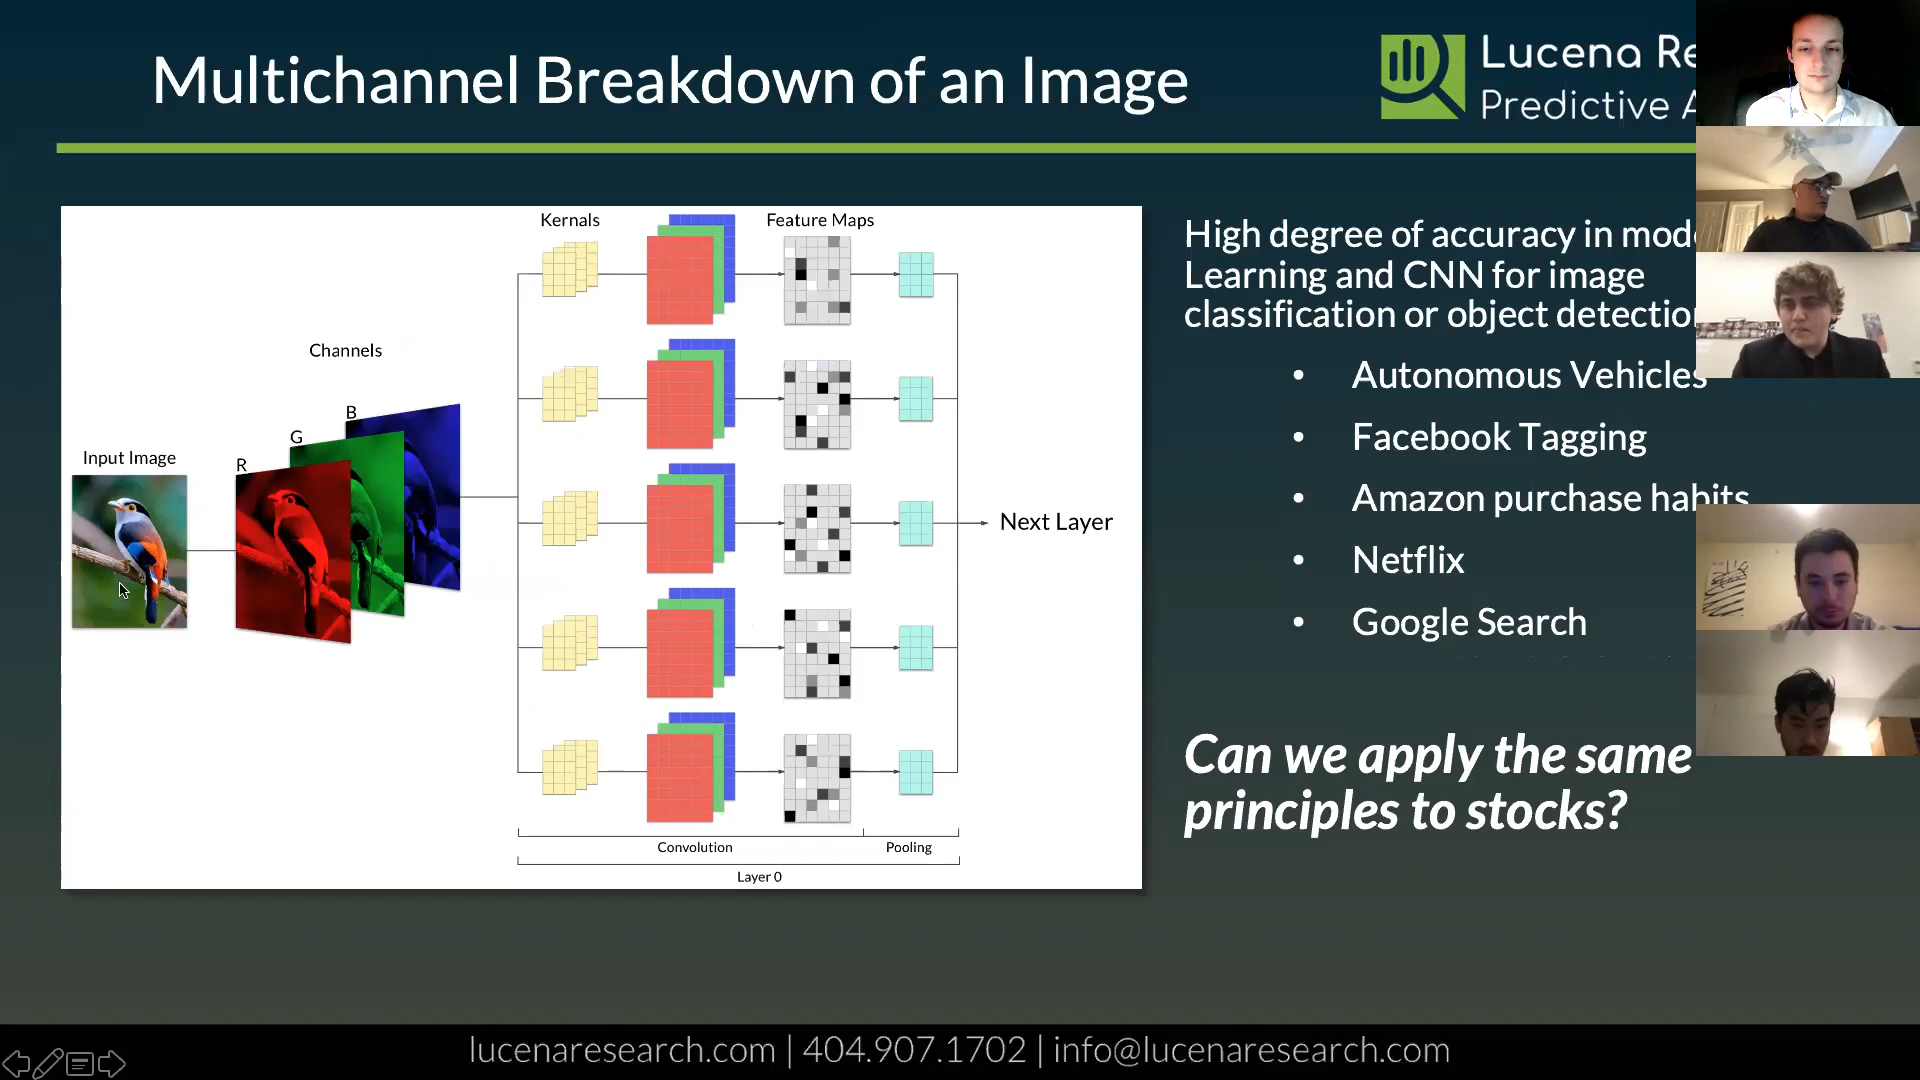 Multichannel Breakdown of an Image
Lucena
Predictive
Kernals
Feature Maps
Channels
B
G
R
Input Image
Next Layer
Convolution
Pooling
Layer 0
High degree of accuracy in
Learning and CNN for image
classification or object
• Autonomous Vehicles
• Facebook Tagging
• Amazon purchase habits
• Netflix
• Google Search
Can we apply the same
principles to stocks?
lucenaresearch.com | 404.907.1702 | info@lucenaresearch.com